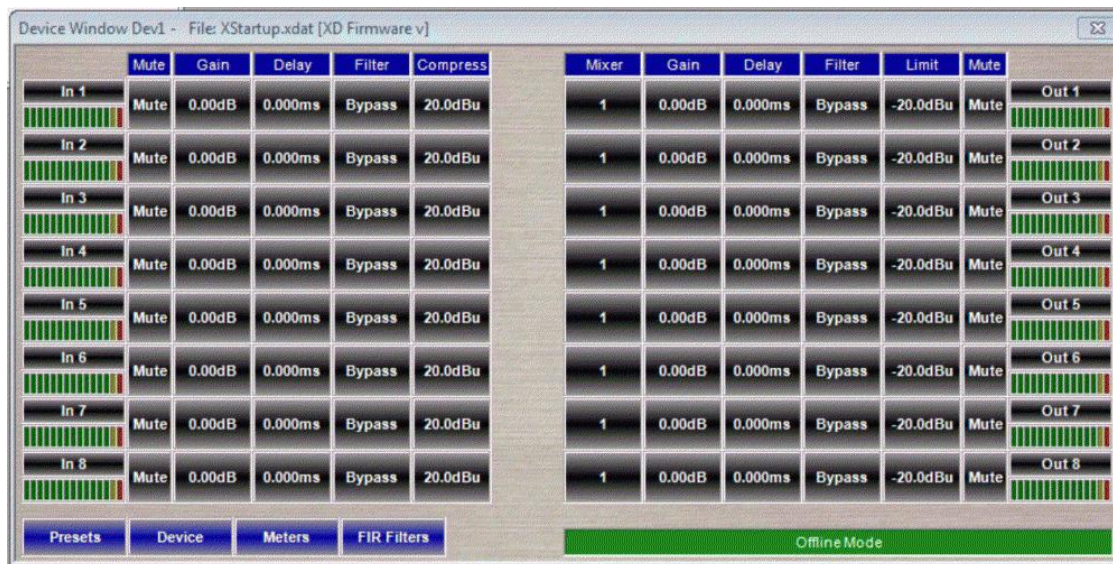 Device Window Dev1 - File: XStartup.xdat [XD Firmware v]
Mute Gain Delay Filter Compress Mixer Gain Delay Filter Limit Mute
In 1 Out 1
Mute 0.00dB 0.000ms Bypass 20.0dBu 1 0.00dB 0.000ms Bypass -20.0dBu Mute
In 2 Out 2
Mute 0.00dB 0.000ms Bypass 20.0dBu 1 0.00dB 0.000ms Bypass -20.0dBu Mute
In 3 Out 3
Mute 0.00dB 0.000ms Bypass 20.0dBu 1 0.00dB 0.000ms Bypass -20.0dBu Mute
In 4 Out 4
Mute 0.00dB 0.000ms Bypass 20.0dBu 1 0.00dB 0.000ms Bypass -20.0dBu Mute
In 5 Out 5
Mute 0.00dB 0.000ms Bypass 20.0dBu 1 0.00dB 0.000ms Bypass -20.0dBu Mute
In 6 Out 6
Mute 0.00dB 0.000ms Bypass 20.0dBu 1 0.00dB 0.000ms Bypass -20.0dBu Mute
In 7 Out 7
Mute 0.00dB 0.000ms Bypass 20.0dBu 1 0.00dB 0.000ms Bypass -20.0dBu Mute
In 8 Out 8
Mute 0.00dB 0.000ms Bypass 20.0dBu 1 0.00dB 0.000ms Bypass -20.0dBu Mute
Presets Device Meters FIR Filters Offline Mode